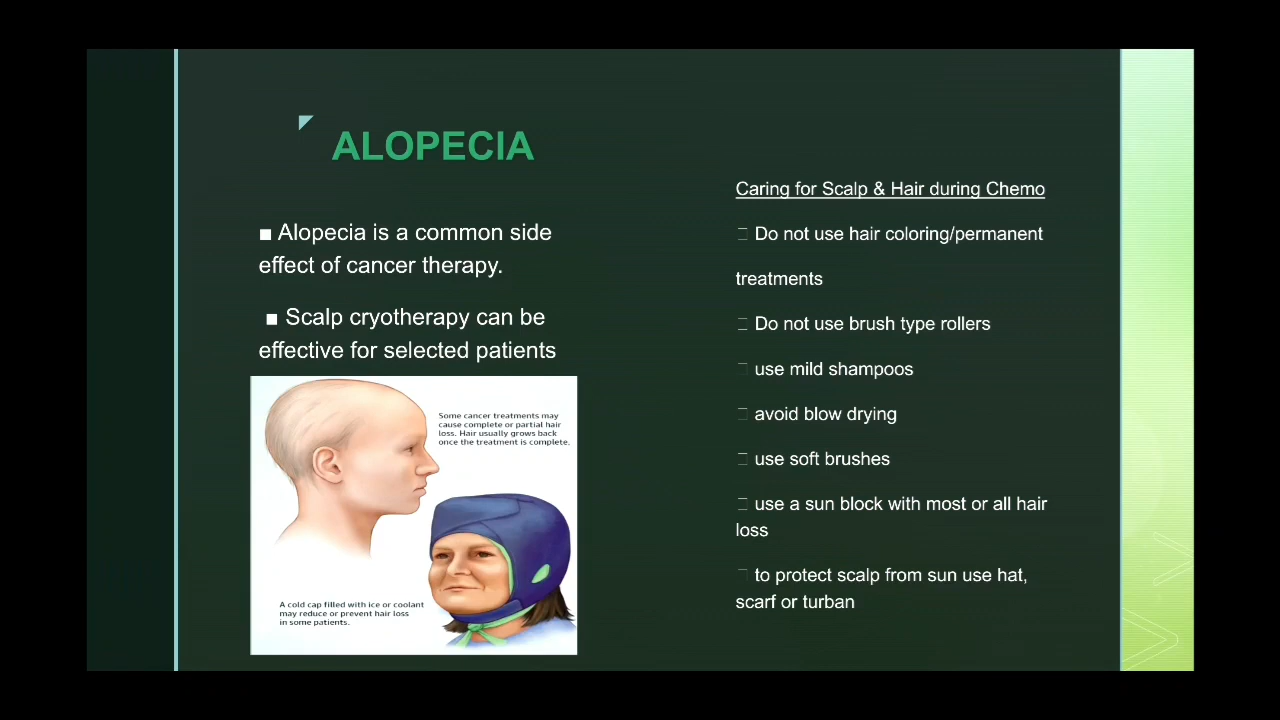 ALOPECIA
■ Alopecia is a common side
effect of cancer therapy.
■ Scalp cryotherapy can be
effective for selected patients
Some cancer treatments may
cause complete or partial hair
loss. Hair usually grows back
once the treatment is complete.
A cold cap filled with ice or coolant
may reduce or prevent hair loss
in some patients.
Caring for Scalp & Hair during Chemo
Do not use hair coloring/permanent
treatments
Do not use brush type rollers
use mild shampoos
avoid blow drying
use soft brushes
use a sun block with most or all hair
loss
to protect scalp from sun use hat,
scarf or turban